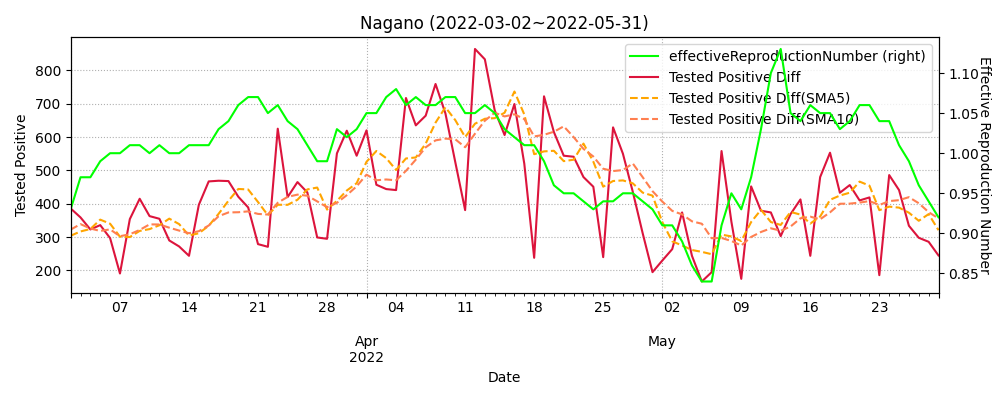 Nagano (2022-03-02~2022-05-31)
effectiveReproductionNumber (right)
Tested Positive Diff
Tested Positive Diff(SMA5)
Tested Positive Diff(SMA10)
Tested Positive
800
700
600
500
400
300
200
1.10
1.05
1.00
0.95
0.90
0.85
Effective Reproduction Number
07 14 21 28 04 11 18 25 02 09 16 23
Apr May
2022
Date